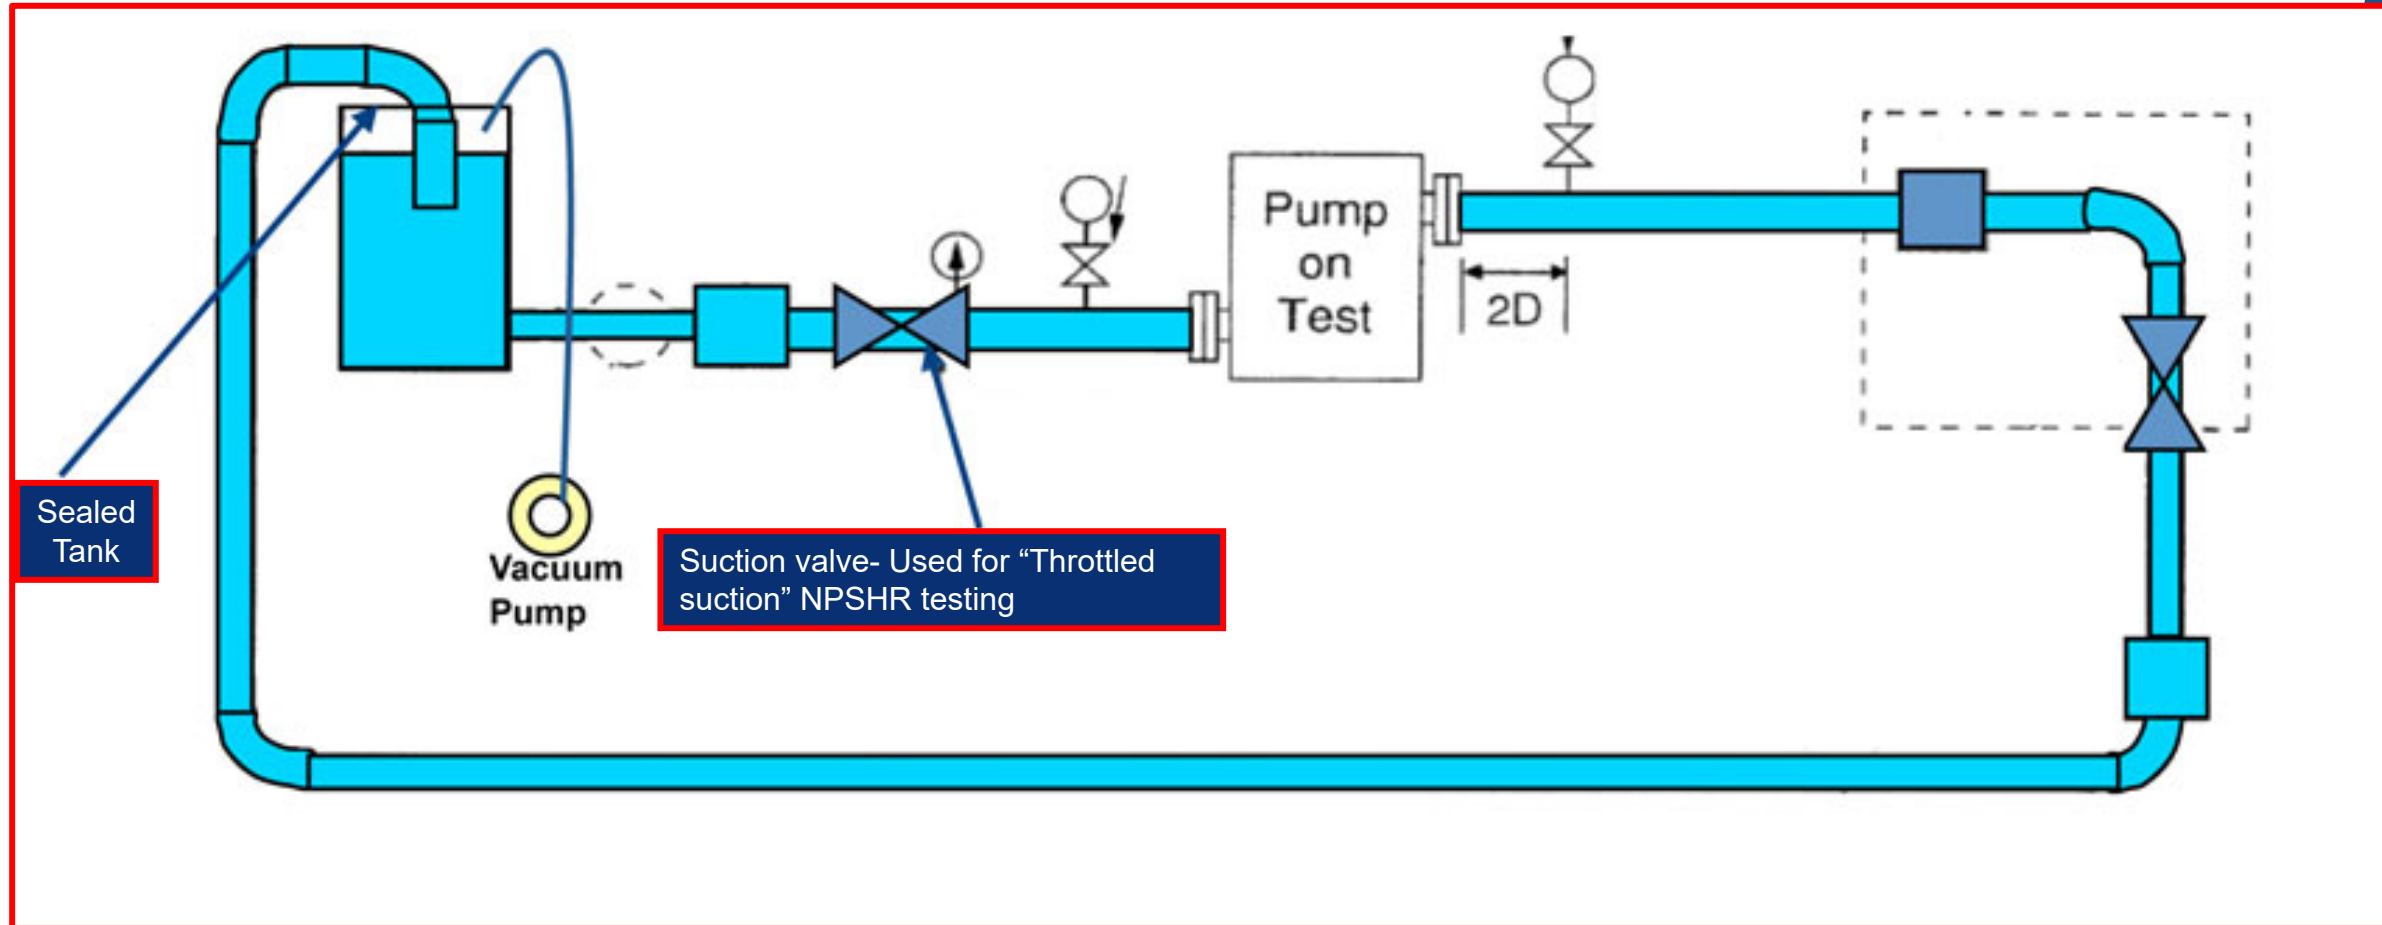 Pump
on
Test
2D
Sealed
Tank
Vacuum
Pump
Suction valve- Used for “Throttled
suction” NPSHR testing